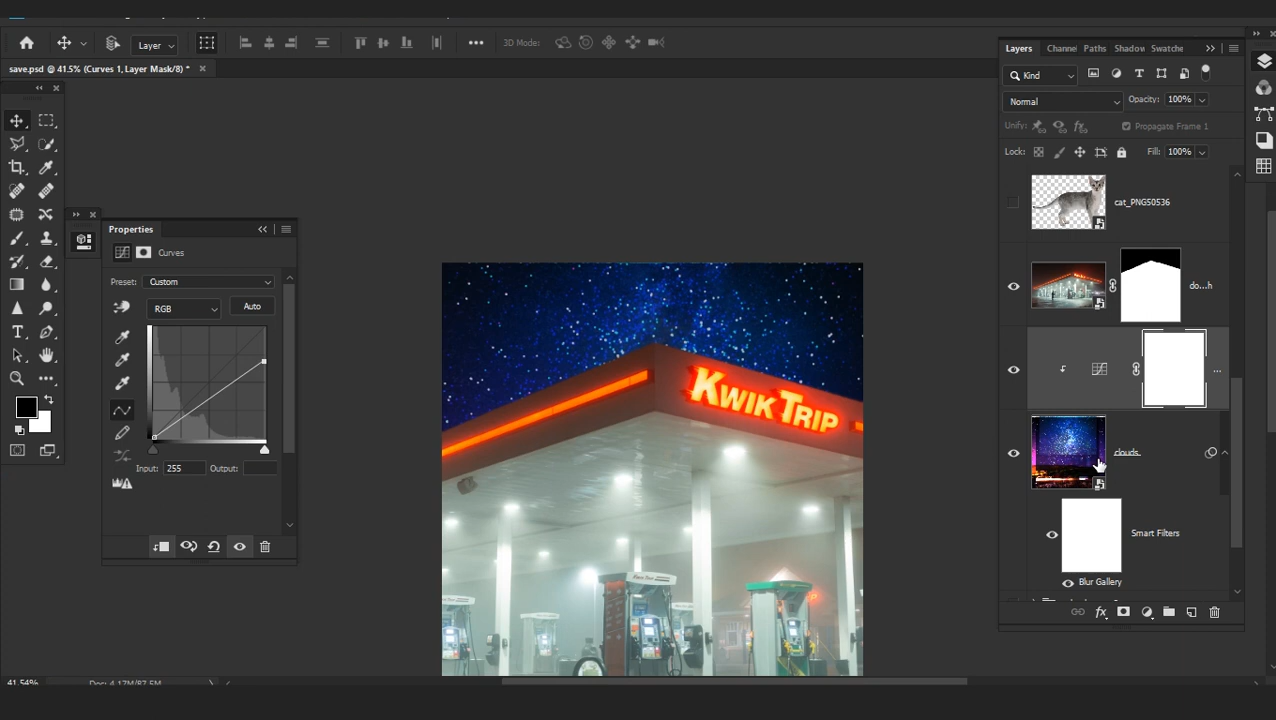 Layer
3D Mode:
save.psd @ 41.5% (Curves 1, Layer Mask/8) *
Properties
Curves
Preset: Custom
RGB
Auto
Input: 255 Output:
KWIK TRIP
Layers Channe Paths Shadow Swatche
Kind
Normal Opacity: 100%
Unify: Propagate Frame 1
Lock: Fill: 100%
cat_PNG50536
do...h
...
clouds.
Smart Filters
Blur Gallery
41.54% Doc: 4.17M/87.5M